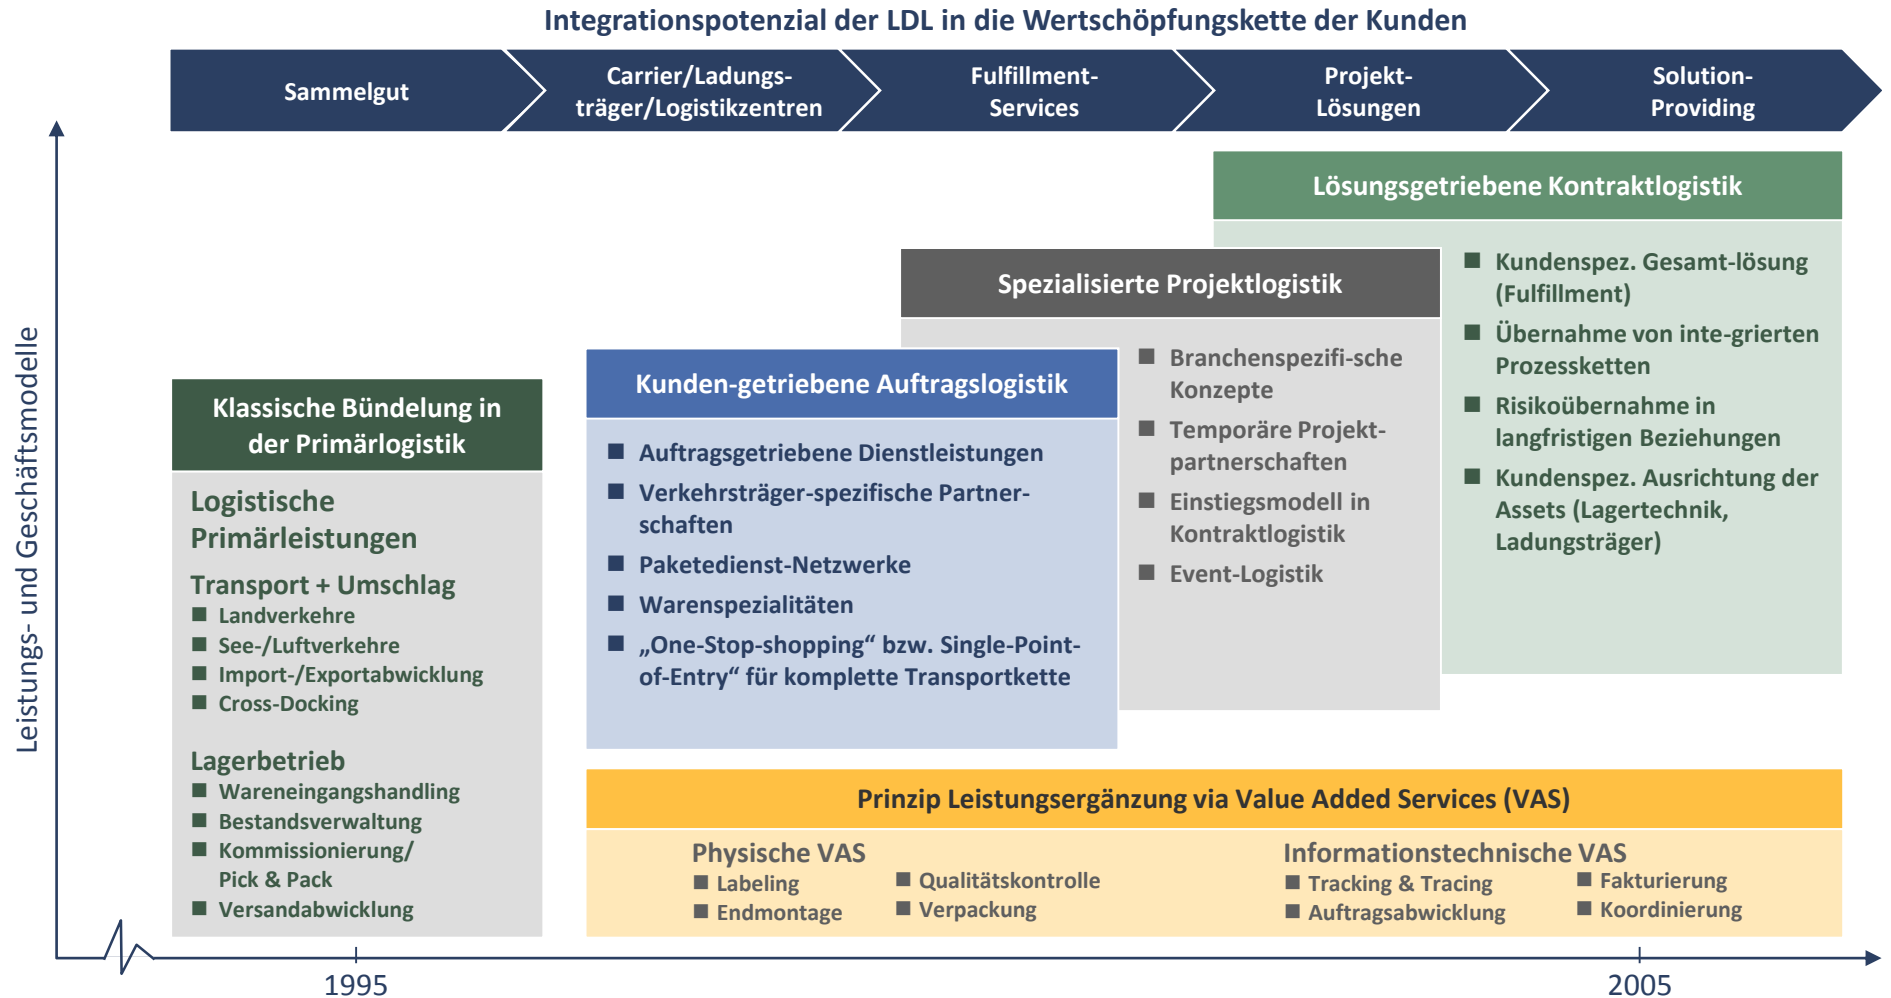 Integrationspotenzial der LDL in die Wertschöpfungskette der Kunden
Sammelgut
Carrier/Ladungs-
träger/Logistikzentren
Fulfillment-
Services
Projekt-
Lösungen
Solution-
Providing
Leistungs- und Geschäftsmodelle
Klassische Bündelung in
der Primärlogistik
Logistische
Primärleistungen
Transport + Umschlag
Landverkehre
See-/Luftverkehre
Import-/Exportabwicklung
Cross-Docking
Lagerbetrieb
Wareneingangshandling
Bestandsverwaltung
Kommissionierung/
Pick & Pack
Versandabwicklung
Kunden-getriebene Auftragslogistik
Auftragsgetriebene Dienstleistungen
Verkehrsträger-spezifische Partner-
schaften
Paketedienst-Netzwerke
Warenspezialitäten
„One-Stop-shopping“ bzw. Single-Point-
of-Entry“ für komplette Transportkette
Spezialisierte Projektlogistik
Branchenspezifi-sche
Konzepte
Temporäre Projekt-
partnerschaften
Einstiegsmodell in
Kontraktlogistik
Event-Logistik
Lösungsgetriebene Kontraktlogistik
Kundenspez. Gesamt-lösung
(Fulfillment)
Übernahme von inte-grierten
Prozessketten
Risikoübernahme in
langfristigen Beziehungen
Kundenspez. Ausrichtung der
Assets (Lagertechnik,
Ladungsträger)
Prinzip Leistungsergänzung via Value Added Services (VAS)
Physische VAS
Labeling
Endmontage
Qualitätskontrolle
Verpackung
Informationstechnische VAS
Tracking & Tracing
Auftragsabwicklung
Fakturierung
Koordinierung
1995
2005